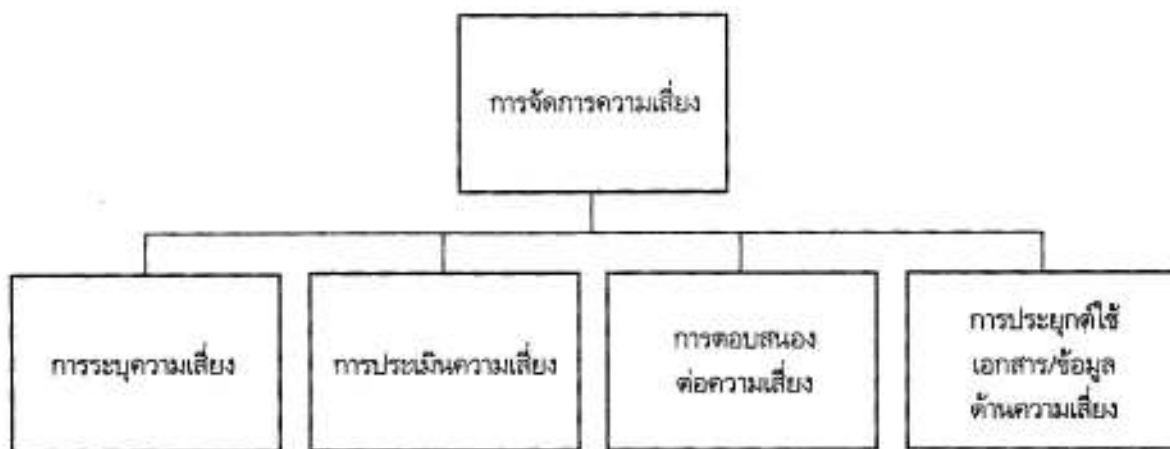 การจัดการความเสี่ยง
การระบุความเสี่ยง
การประเมินความเสี่ยง
การตอบสนอง
ต่อความเสี่ยง
การประยุกต์ใช้
เอกสาร/ข้อมูล
ด้านความเสี่ยง